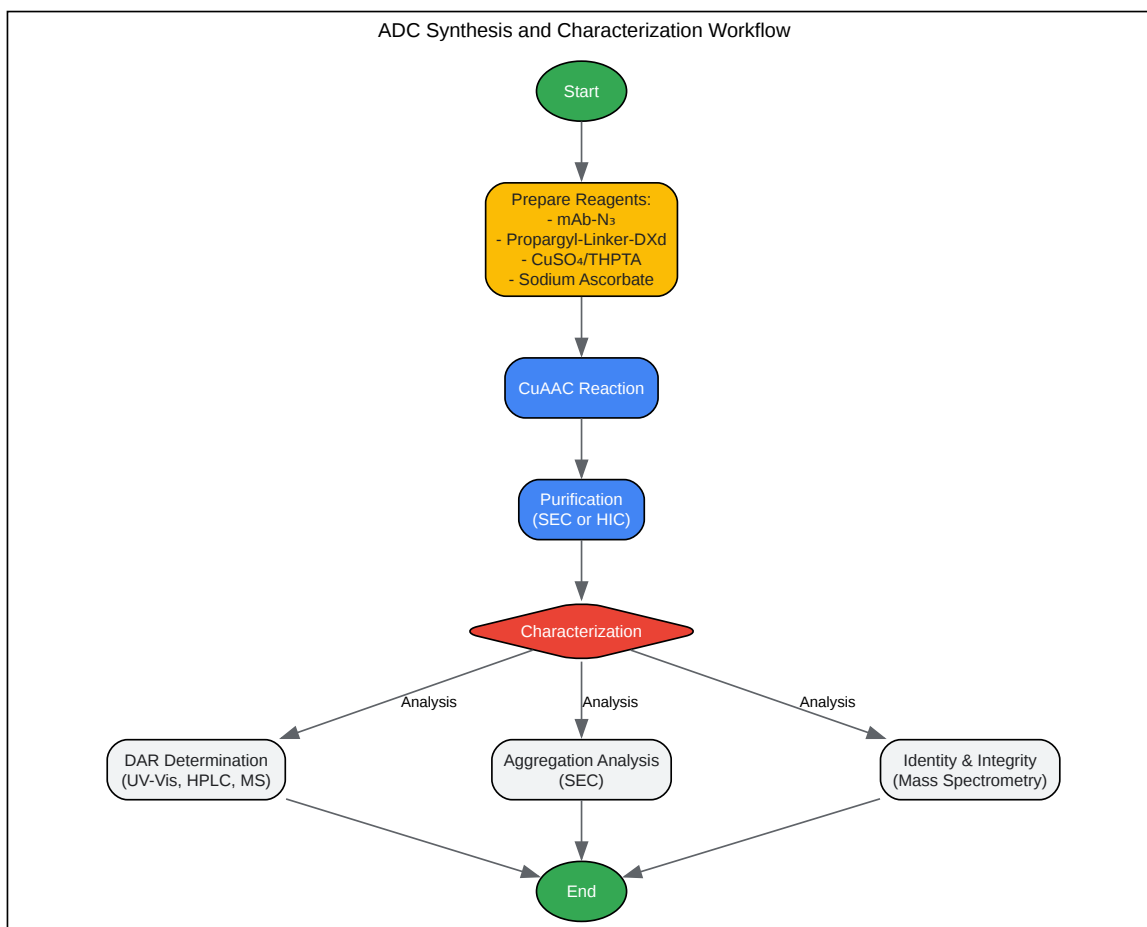 ADC Synthesis and Characterization Workflow
Start
Prepare Reagents:
- mAb-N₃
- Propargyl-Linker-DXd
- CuSO₄/THPTA
- Sodium Ascorbate
CuAAC Reaction
Purification
(SEC or HIC)
Characterization
Analysis
Analysis
Analysis
DAR Determination
(UV-Vis, HPLC, MS)
Aggregation Analysis
(SEC)
Identity & Integrity
(Mass Spectrometry)
End